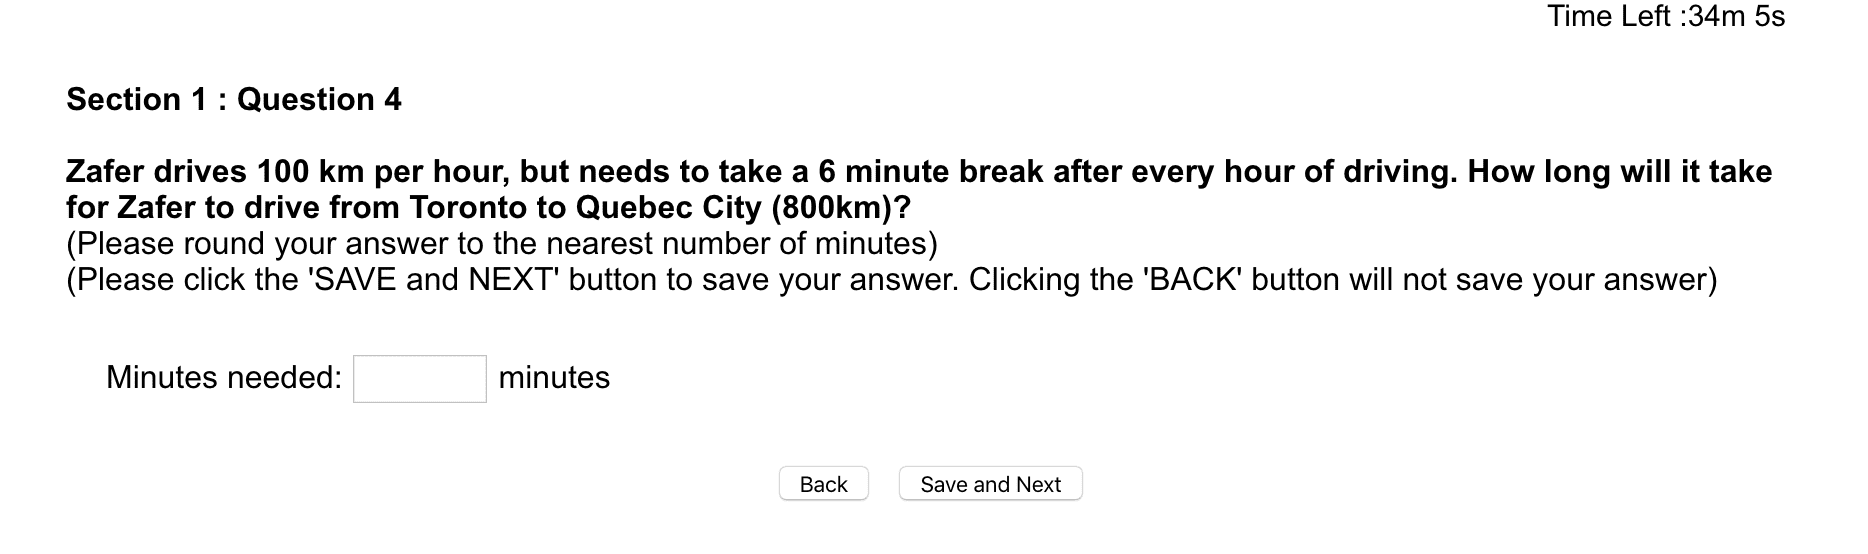 Time Left :34m 5s
Section 1 : Question 4
Zafer drives 100 km per hour, but needs to take a 6 minute break after every hour of driving. How long will it take
for Zafer to drive from Toronto to Quebec City (800km)?
(Please round your answer to the nearest number of minutes)
(Please click the 'SAVE and NEXT' button to save your answer. Clicking the 'BACK' button will not save your answer)
Minutes needed: minutes
Back Save and Next